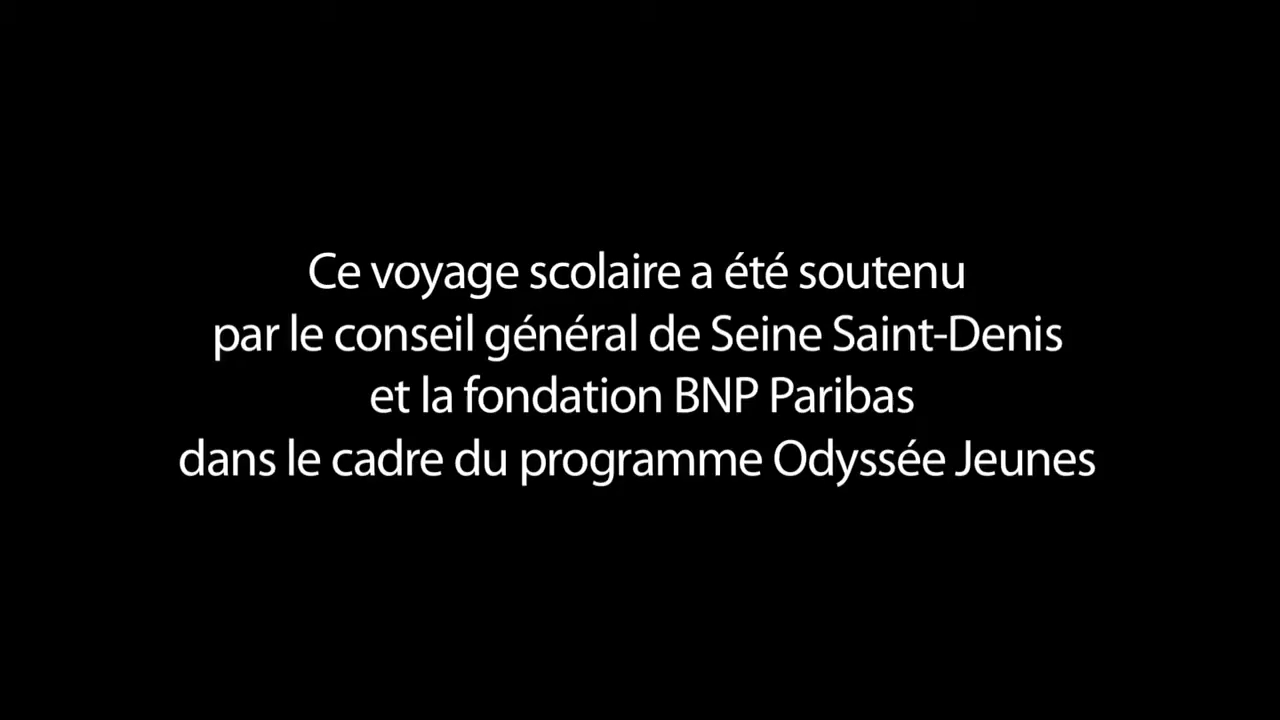 Ce voyage scolaire a été soutenu
par le conseil général de Seine Saint-Denis
et la fondation BNP Paribas
dans le cadre du programme Odyssée Jeunes